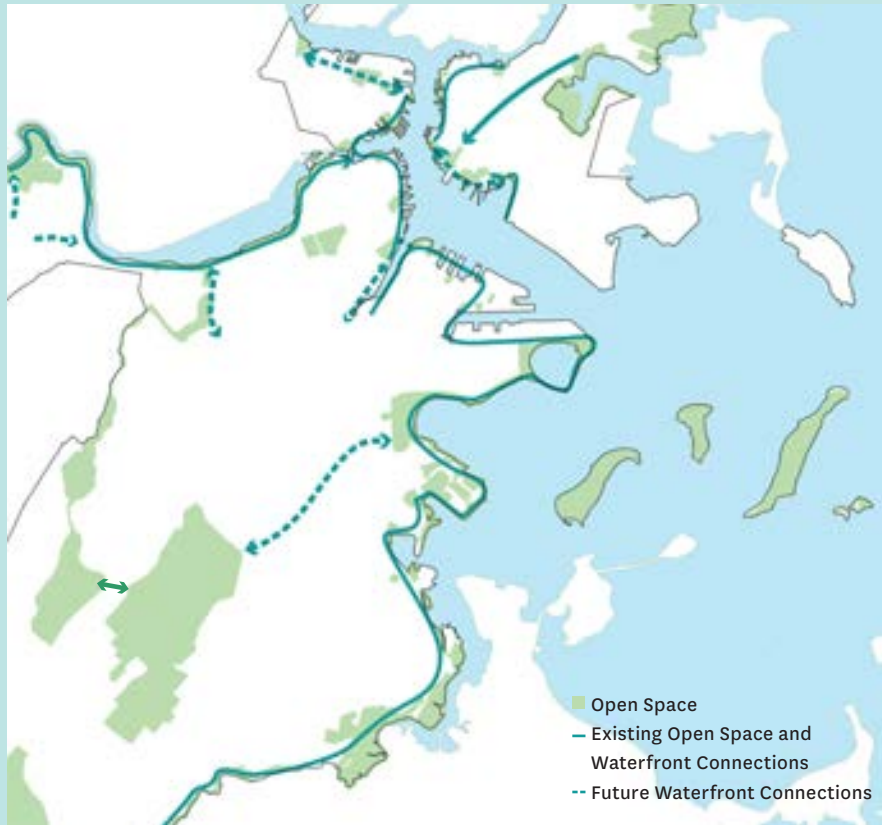 Open Space
Existing Open Space and
Waterfront Connections
Future Waterfront Connections